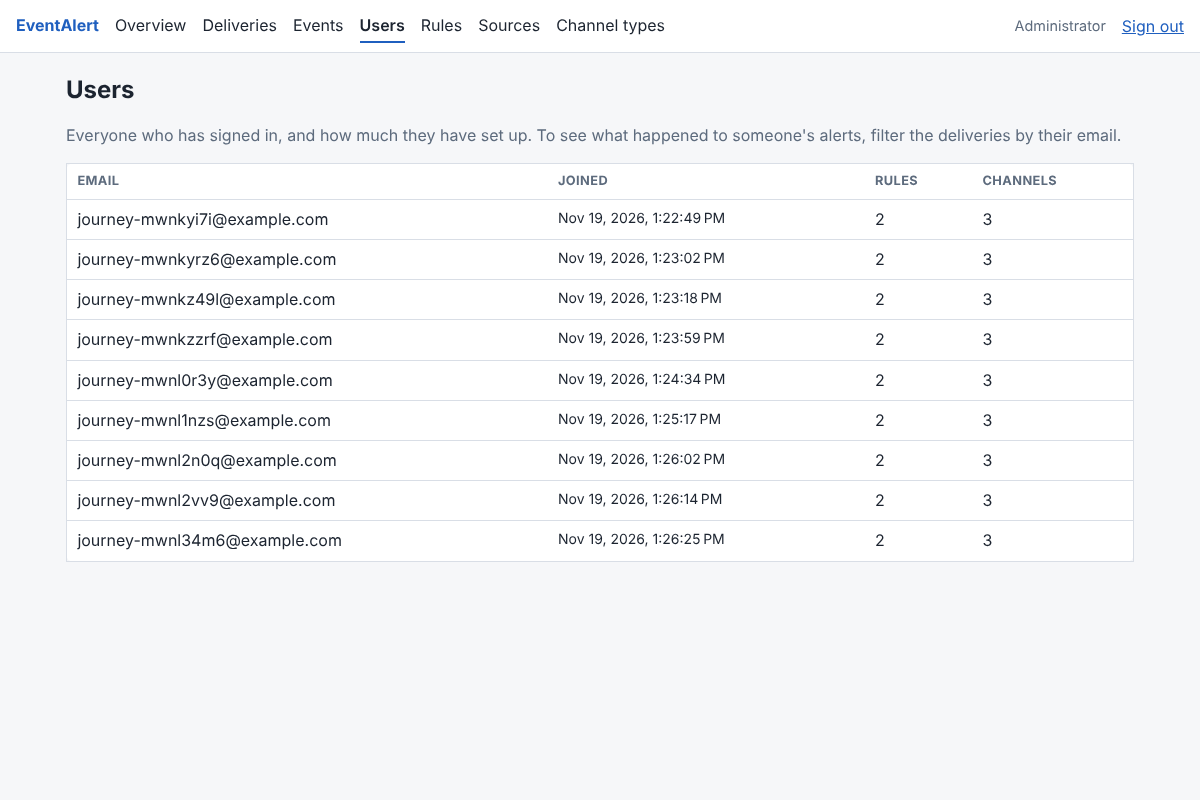 EventAlert Overview Deliveries Events Users Rules Sources Channel types Administrator Sign out
Users
Everyone who has signed in, and how much they have set up. To see what happened to someone's alerts, filter the deliveries by their email.
EMAIL JOINED RULES CHANNELS
journey-mwnkyi7i@example.com Nov 19, 2026, 1:22:49 PM 2 3
journey-mwnkyrz6@example.com Nov 19, 2026, 1:23:02 PM 2 3
journey-mwnkz49l@example.com Nov 19, 2026, 1:23:18 PM 2 3
journey-mwnkzzrf@example.com Nov 19, 2026, 1:23:59 PM 2 3
journey-mwnl0r3y@example.com Nov 19, 2026, 1:24:34 PM 2 3
journey-mwnl1nzs@example.com Nov 19, 2026, 1:25:17 PM 2 3
journey-mwnl2n0q@example.com Nov 19, 2026, 1:26:02 PM 2 3
journey-mwnl2vv9@example.com Nov 19, 2026, 1:26:14 PM 2 3
journey-mwnl34m6@example.com Nov 19, 2026, 1:26:25 PM 2 3